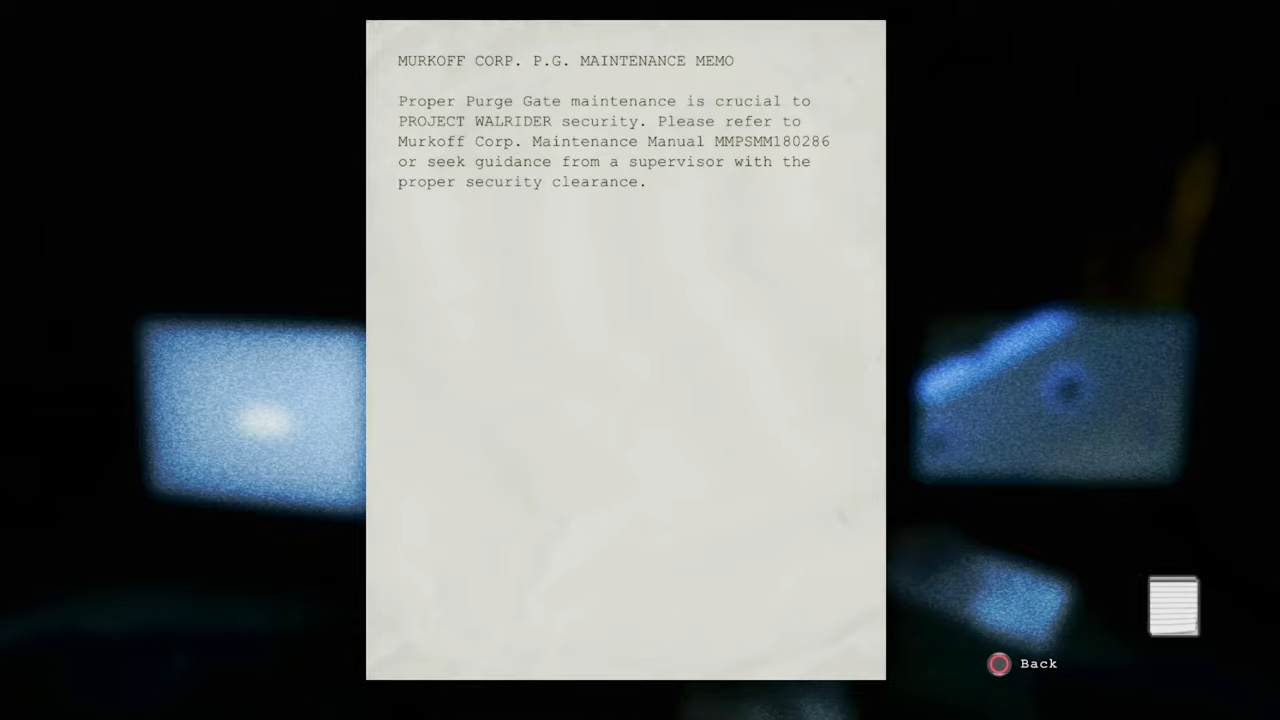 MURKOFF CORP. P.G. MAINTENANCE MEMO
Proper Purge Gate maintenance is crucial to
PROJECT WALRIDER security. Please refer to
Murkoff Corp. Maintenance Manual MMPSMM180286
or seek guidance from a supervisor with the
proper security clearance.
Back